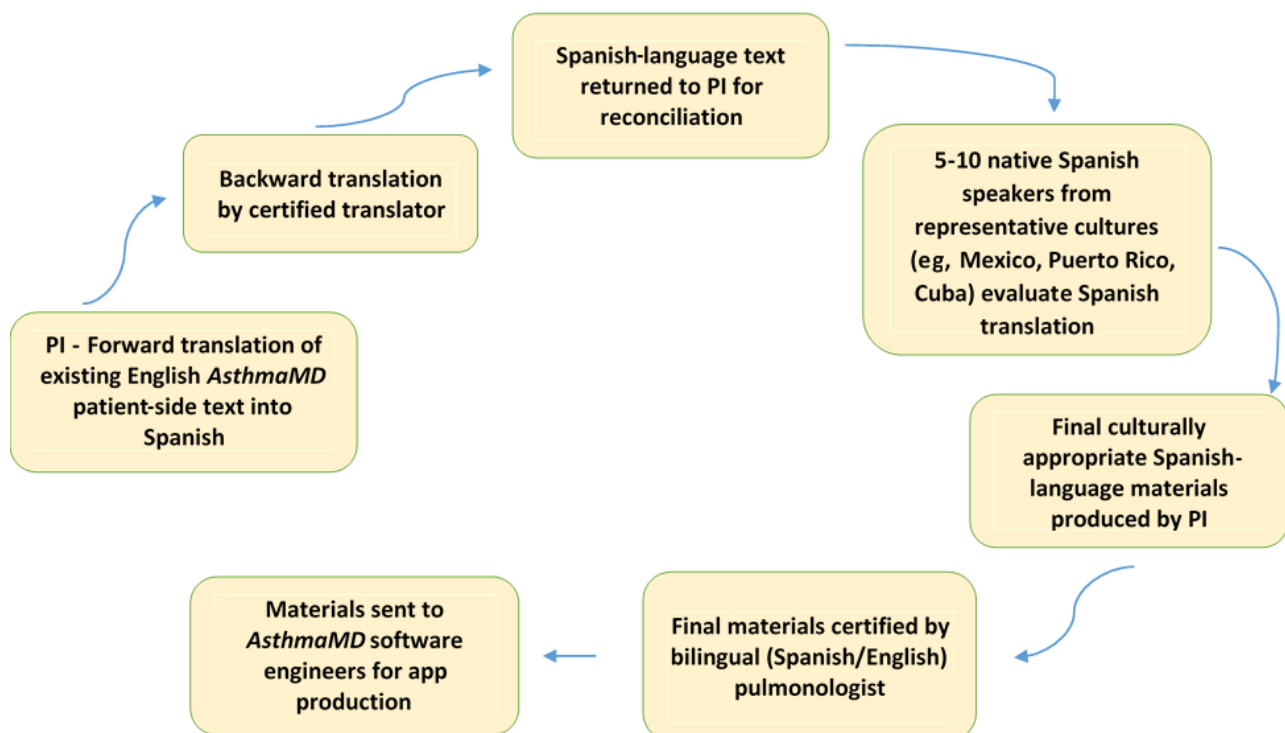 PI - Forward translation of
existing English AsthmaMD
patient-side text into
Spanish
Backward translation
by certified translator
Spanish-language text
returned to PI for
reconciliation
5-10 native Spanish
speakers from
representative cultures
(eg, Mexico, Puerto Rico,
Cuba) evaluate Spanish
translation
Final culturally
appropriate Spanish-
language materials
produced by PI
Final materials certified by
bilingual (Spanish/English)
pulmonologist
Materials sent to
AsthmaMD software
engineers for app
production